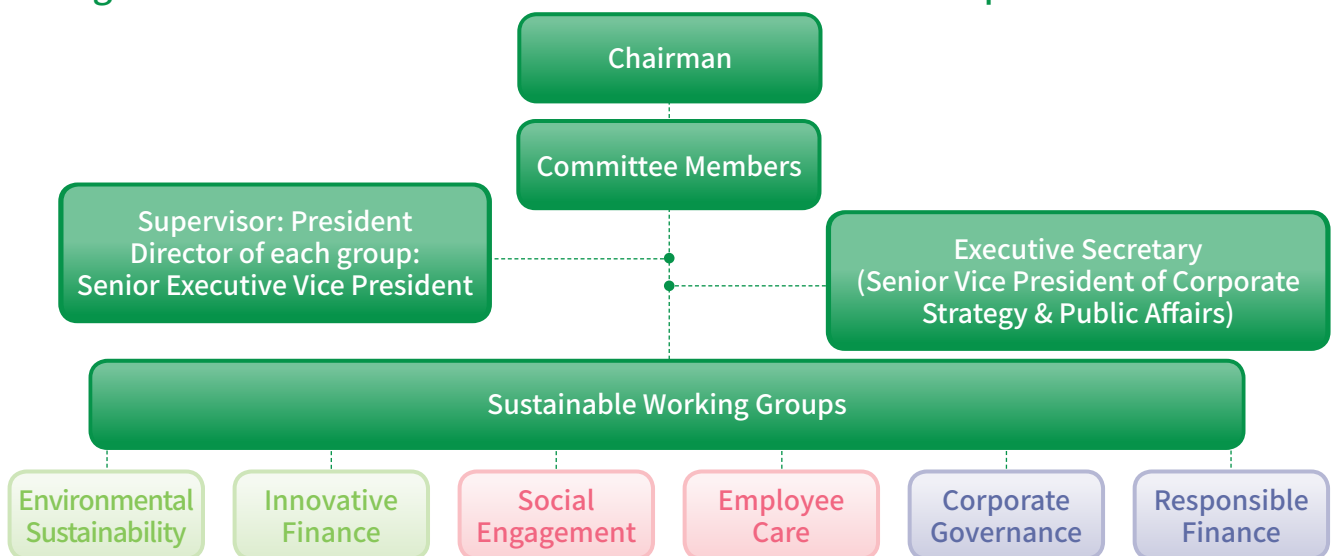 Chairman
Committee Members
Supervisor: President
Director of each group:
Senior Executive Vice President
Executive Secretary
(Senior Vice President of Corporate
Strategy & Public Affairs)
Sustainable Working Groups
Environmental
Sustainability
Innovative
Finance
Social
Engagement
Employee
Care
Corporate
Governance
Responsible
Finance